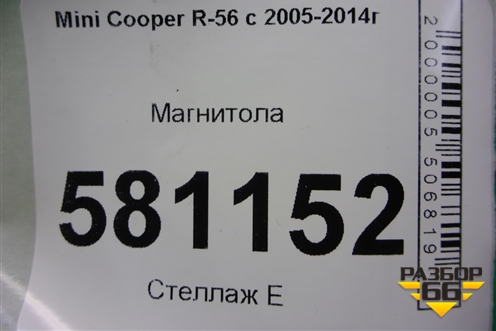 Mini Cooper R-56 с 2005-2014г
Магнитола
581152
Стеллаж Е
2000005506819
РАЗБОР
66